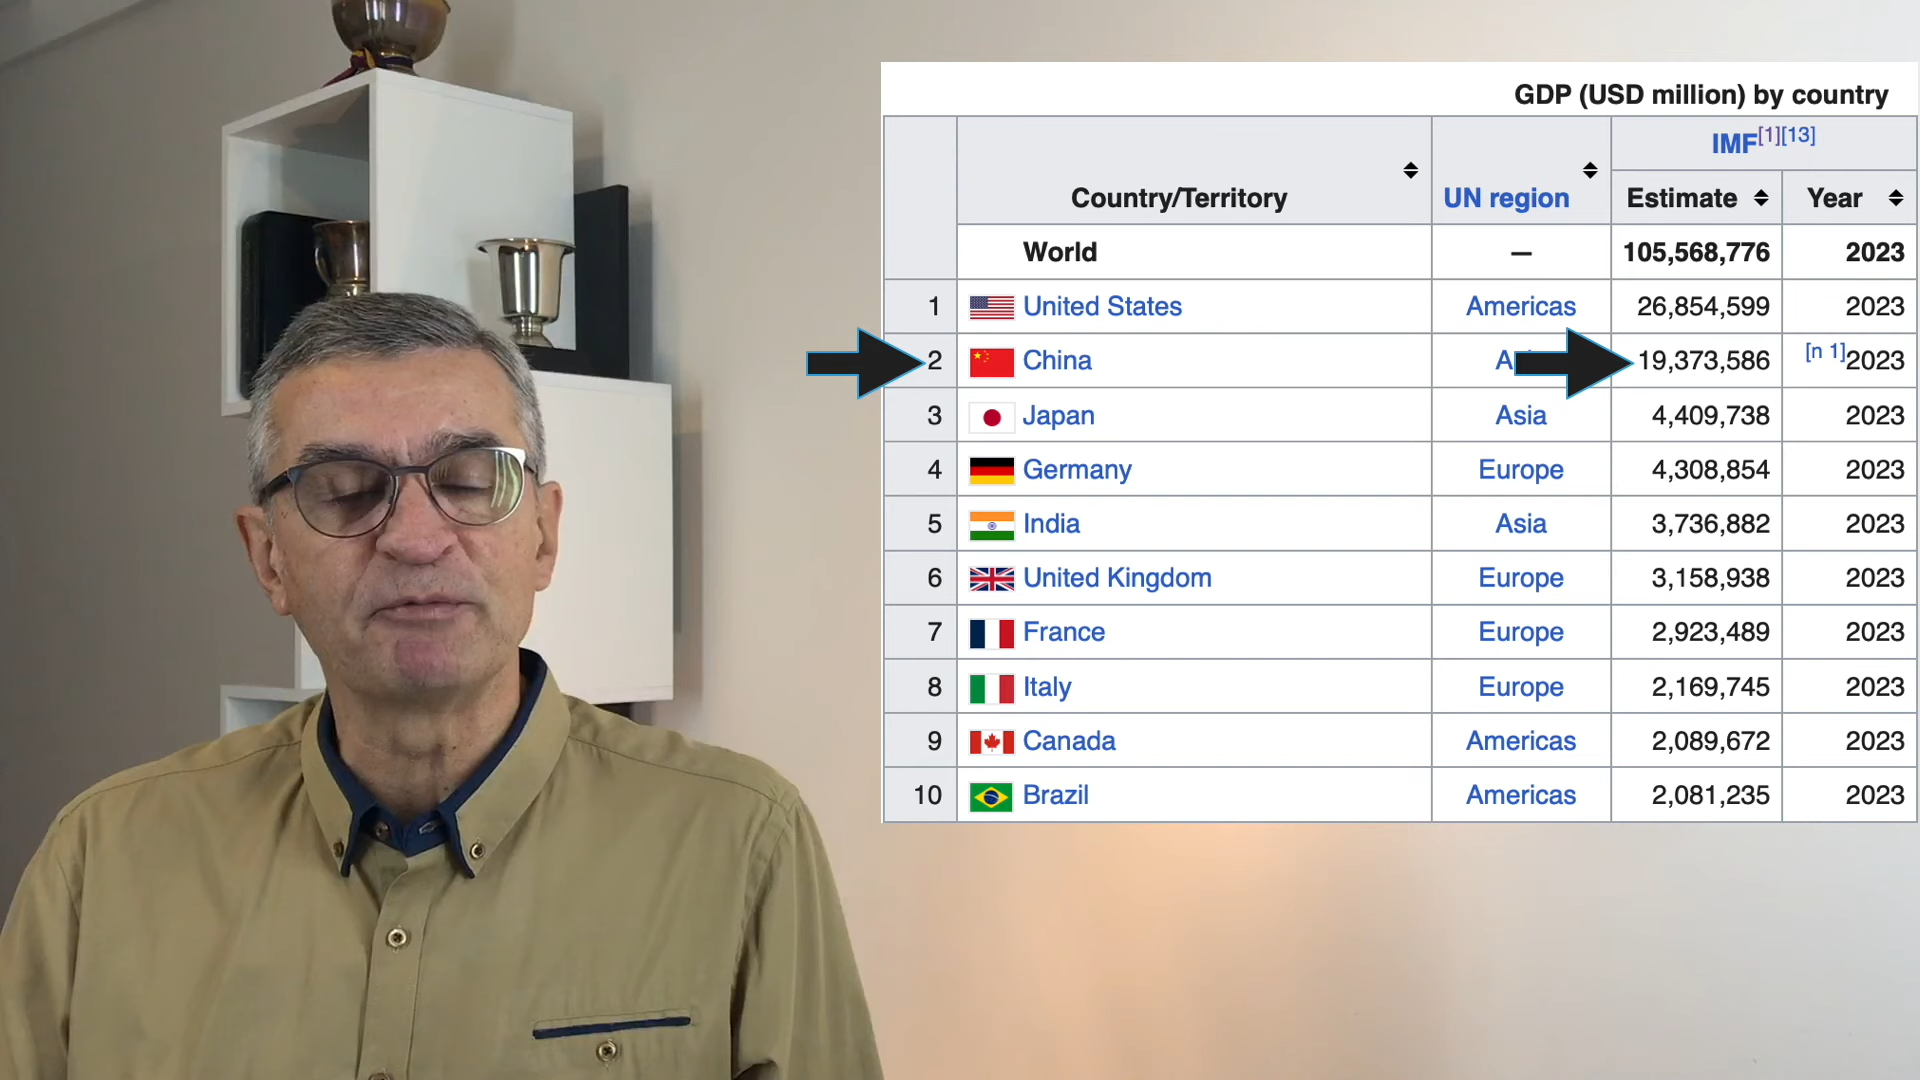 GDP (USD million) by country
Country/Territory UN region IMF[1][13]
Estimate Year
World — 105,568,776 2023
1 United States Americas 26,854,599 2023
2 China 19,373,586 [n 1]2023
3 Japan Asia 4,409,738 2023
4 Germany Europe 4,308,854 2023
5 India Asia 3,736,882 2023
6 United Kingdom Europe 3,158,938 2023
7 France Europe 2,923,489 2023
8 Italy Europe 2,169,745 2023
9 Canada Americas 2,089,672 2023
10 Brazil Americas 2,081,235 2023